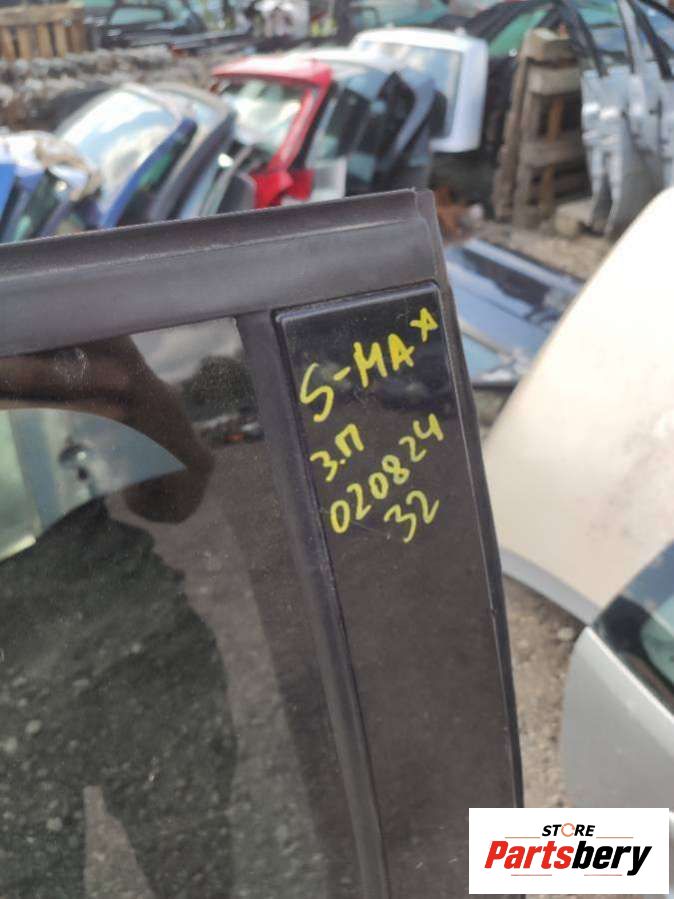 S-MAX
З.П
020824
32
STORE
Partsbery